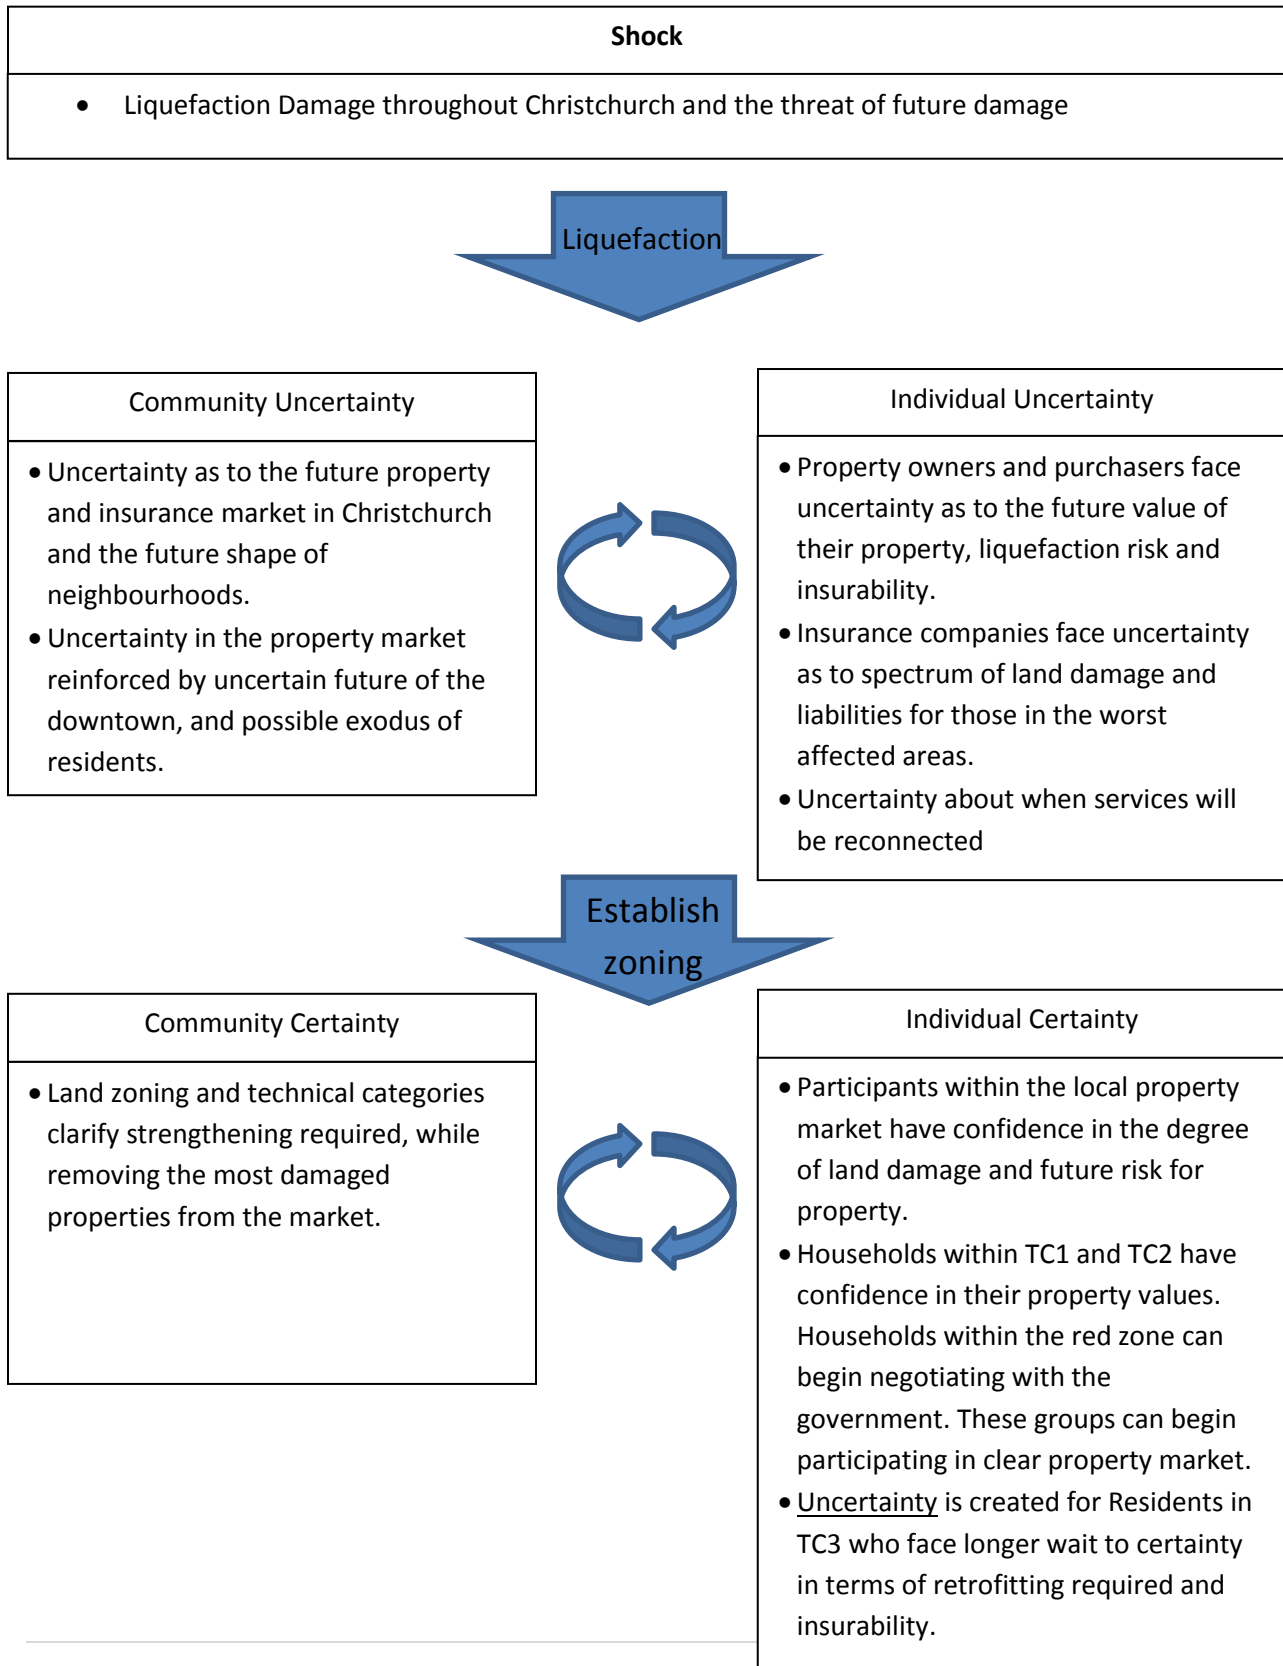 Shock
• Liquefaction Damage throughout Christchurch and the threat of future damage
Liquefaction
Community Uncertainty
• Uncertainty as to the future property
and insurance market in Christchurch
and the future shape of
neighbourhoods.
• Uncertainty in the property market
reinforced by uncertain future of the
downtown, and possible exodus of
residents.
Individual Uncertainty
• Property owners and purchasers face
uncertainty as to the future value of
their property, liquefaction risk and
insurability.
• Insurance companies face uncertainty
as to spectrum of land damage and
liabilities for those in the worst
affected areas.
• Uncertainty about when services will
be reconnected
Establish
zoning
Community Certainty
• Land zoning and technical categories
clarify strengthening required, while
removing the most damaged
properties from the market.
Individual Certainty
• Participants within the local property
market have confidence in the degree
of land damage and future risk for
property.
• Households within TC1 and TC2 have
confidence in their property values.
Households within the red zone can
begin negotiating with the
government. These groups can begin
participating in clear property market.
• Uncertainty is created for Residents in
TC3 who face longer wait to certainty
in terms of retrofitting required and
insurability.